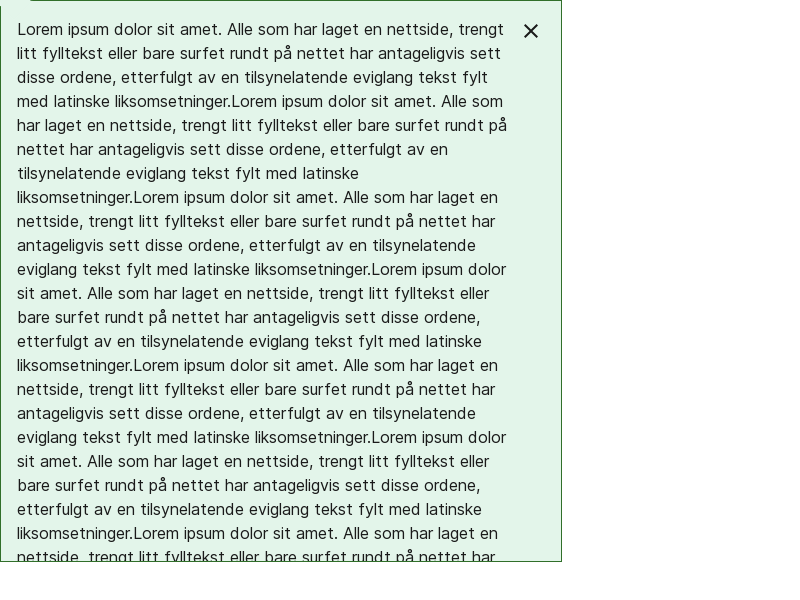 Lorem ipsum dolor sit amet. Alle som har laget en nettside, trengt
litt fylltekst eller bare surfet rundt på nettet har antageligvis sett
disse ordene, etterfulgt av en tilsynelatende eviglang tekst fylt
med latinske liksomsetninger.Lorem ipsum dolor sit amet. Alle som
har laget en nettside, trengt litt fylltekst eller bare surfet rundt på
nettet har antageligvis sett disse ordene, etterfulgt av en
tilsynelatende eviglang tekst fylt med latinske
liksomsetninger.Lorem ipsum dolor sit amet. Alle som har laget en
nettside, trengt litt fylltekst eller bare surfet rundt på nettet har
antageligvis sett disse ordene, etterfulgt av en tilsynelatende
eviglang tekst fylt med latinske liksomsetninger.Lorem ipsum dolor
sit amet. Alle som har laget en nettside, trengt litt fylltekst eller
bare surfet rundt på nettet har antageligvis sett disse ordene,
etterfulgt av en tilsynelatende eviglang tekst fylt med latinske
liksomsetninger.Lorem ipsum dolor sit amet. Alle som har laget en
nettside, trengt litt fylltekst eller bare surfet rundt på nettet har
antageligvis sett disse ordene, etterfulgt av en tilsynelatende
eviglang tekst fylt med latinske liksomsetninger.Lorem ipsum dolor
sit amet. Alle som har laget en nettside, trengt litt fylltekst eller
bare surfet rundt på nettet har antageligvis sett disse ordene,
etterfulgt av en tilsynelatende eviglang tekst fylt med latinske
liksomsetninger.Lorem ipsum dolor sit amet. Alle som har laget en
nettside, trengt litt fylltekst eller bare surfet rundt på nettet har